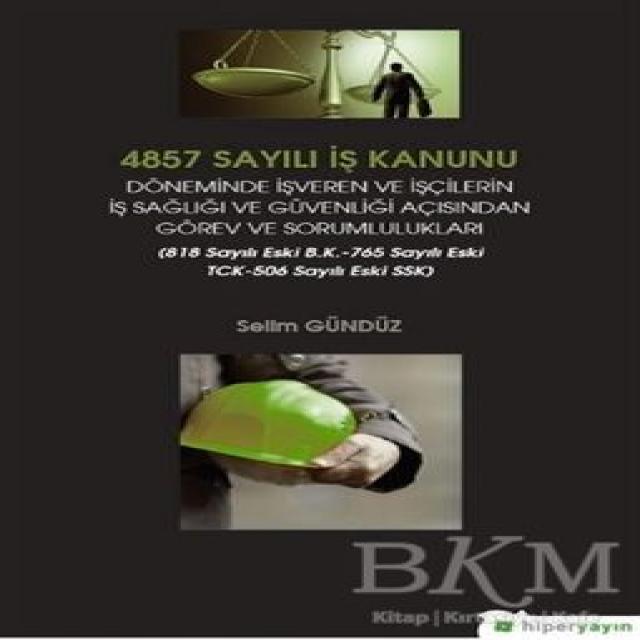 4857 SAYILI İŞ KANUNU
DÖNEMİNDE İŞVEREN VE İŞÇİLERİN
İŞ SAĞLIĞI VE GÜVENLİĞİ AÇISINDAN
GÖREV VE SORUMLULUKLARI
(818 Sayılı Eski B.K.-765 Sayılı Eski
TCK-506 Sayılı Eski SSK)
Selim GÜNDÜZ
BKM
Kitap | Kırt
hiperyayın